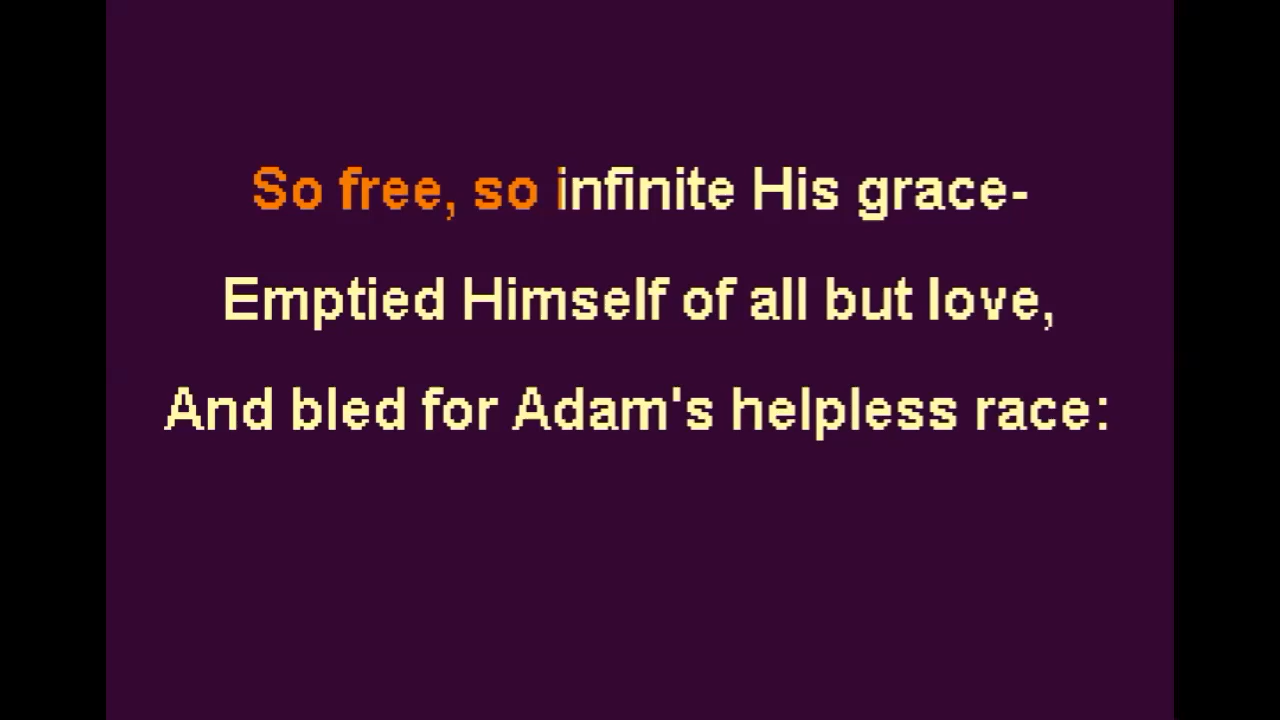 So free, so infinite His grace-
Emptied Himself of all but love,
And bled for Adam's helpless race: